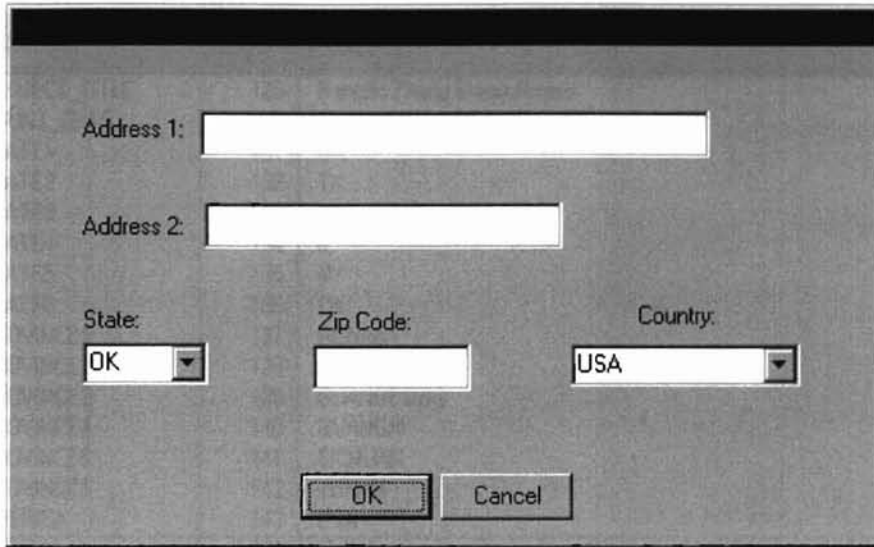 Address 1:
Address 2:
State: Zip Code: Country:
OK USA
OK Cancel